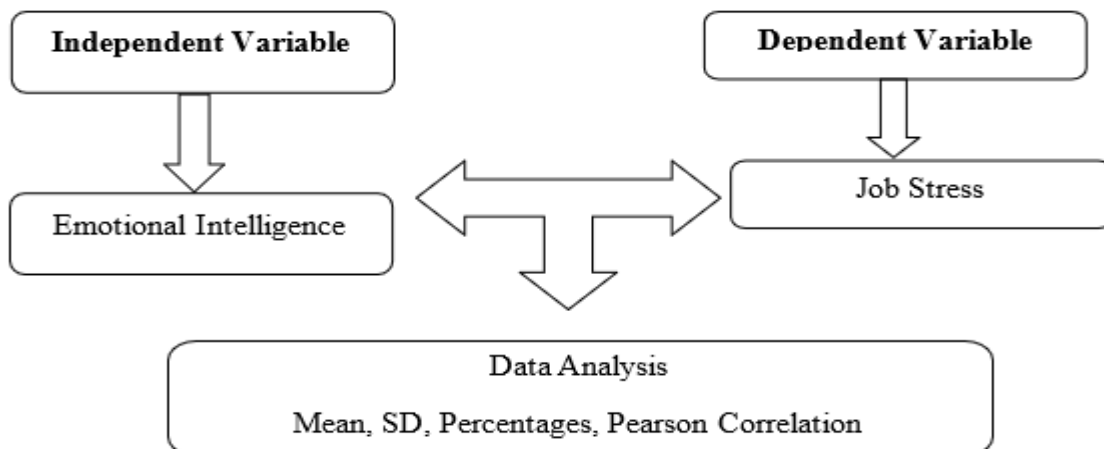 Independent Variable
Dependent Variable
Emotional Intelligence
Job Stress
Data Analysis
Mean, SD, Percentages, Pearson Correlation